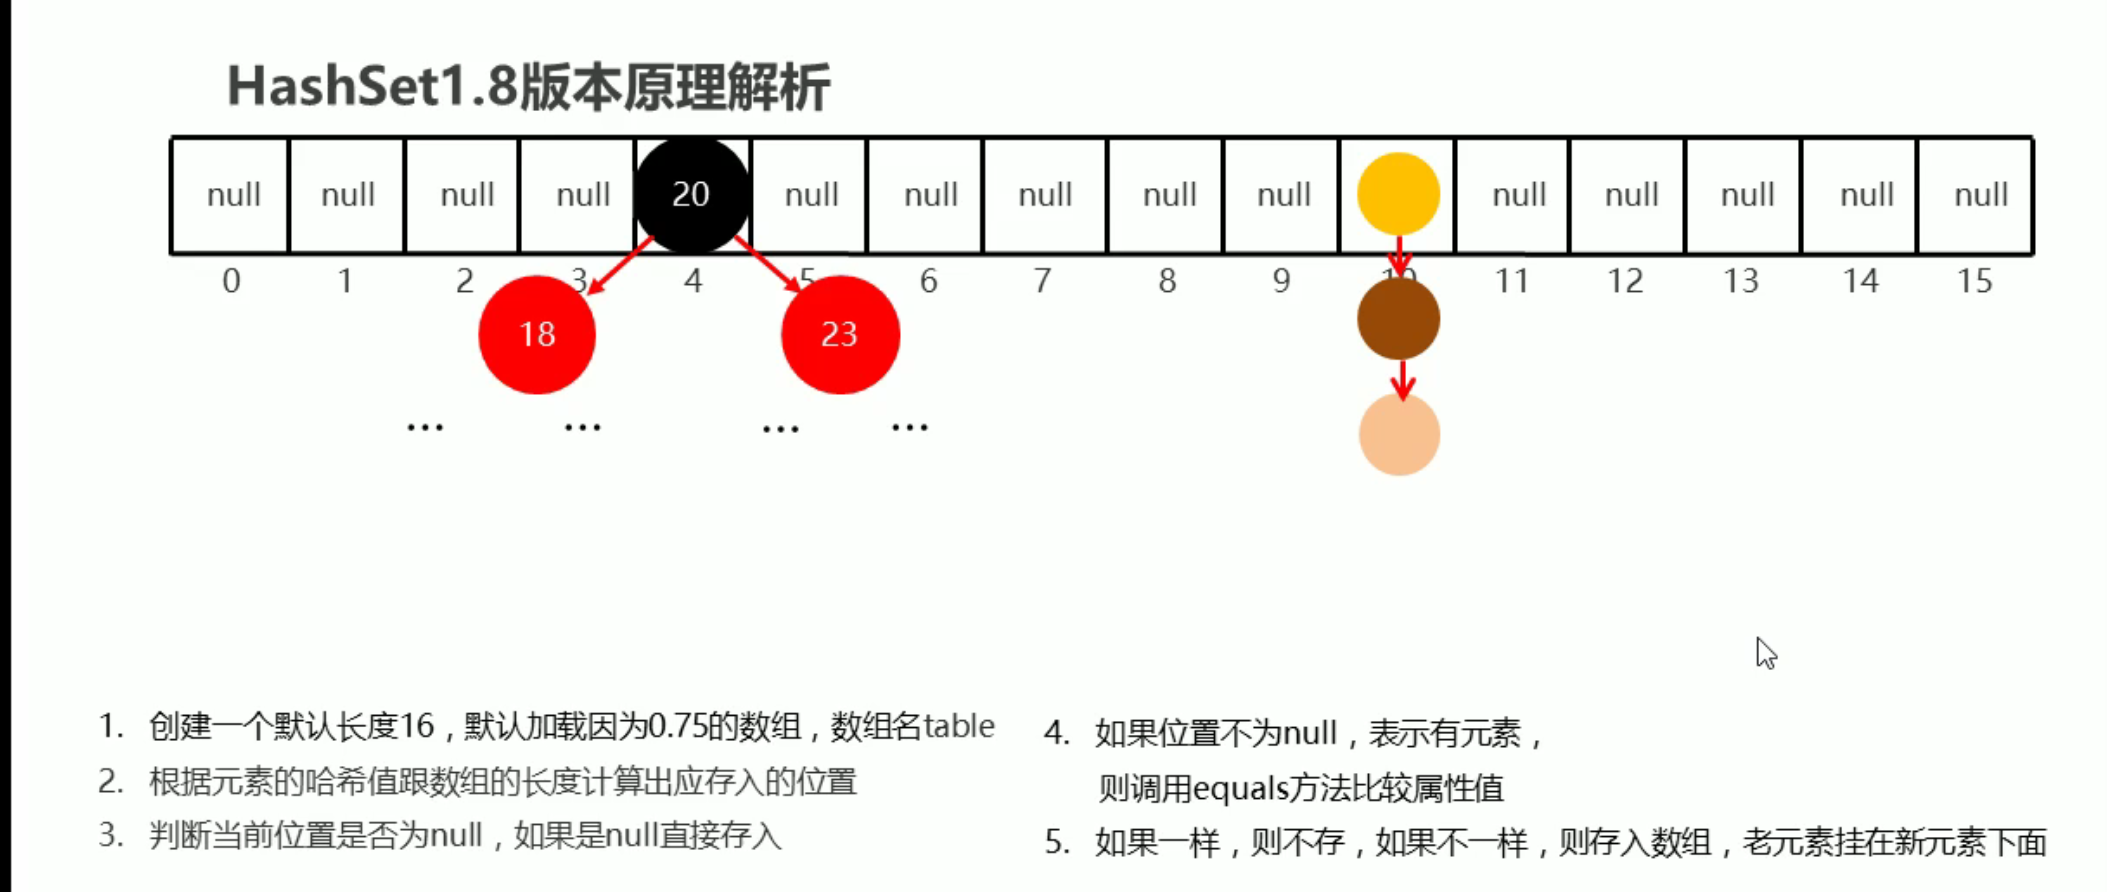 HashSet1.8版本原理解析
null null null null 20 null null null null null null null null null null
0 1 2 3 4 5 6 7 8 9 10 11 12 13 14 15
18 23
... ... ... ...
1. 创建一个默认长度16，默认加载因为0.75的数组，数组名table
2. 根据元素的哈希值跟数组的长度计算出应存入的位置
3. 判断当前位置是否为null，如果是null直接存入
4. 如果位置不为null，表示有元素，
则调用equals方法比较属性值
5. 如果一样，则不存，如果不一样，则存入数组，老元素挂在新元素下面